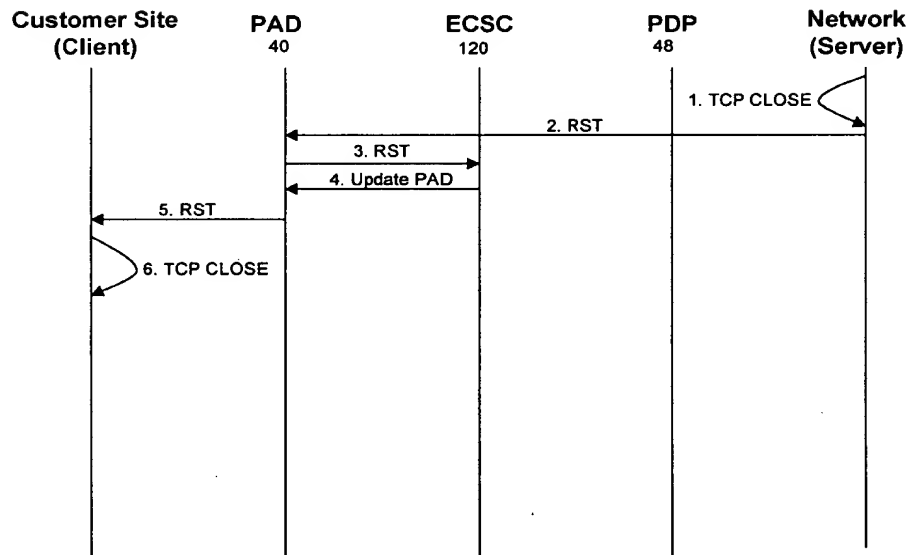 Customer Site
(Client)
PAD
40
ECSC
120
PDP
48
Network
(Server)
1. TCP CLOSE
2. RST
3. RST
4. Update PAD
5. RST
6. TCP CLOSE